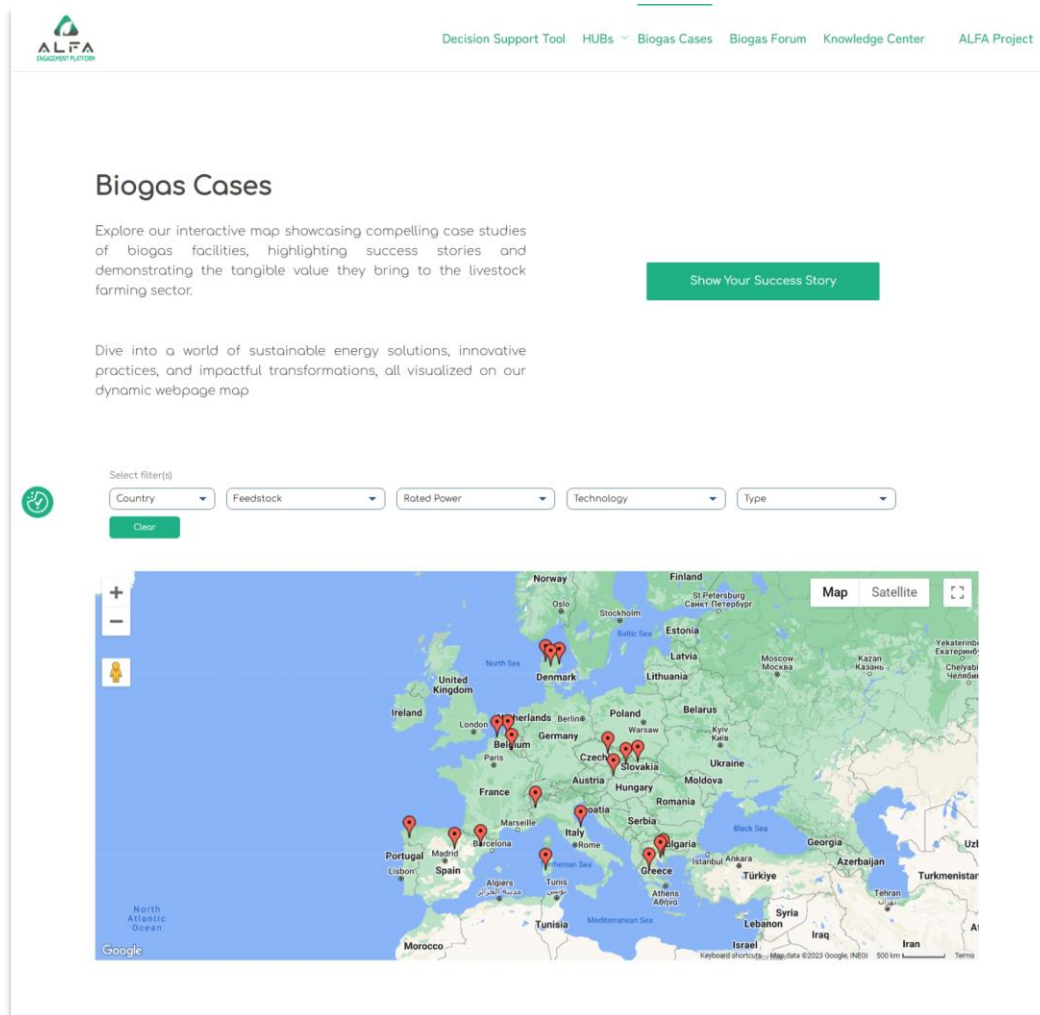 ALFA
ENGAGEMENT PLATFORM
Decision Support Tool
HUBs
Biogas Cases
Biogas Forum
Knowledge Center
ALFA Project
Biogas Cases
Explore our interactive map showcasing compelling case studies
of biogas facilities, highlighting success stories and
demonstrating the tangible value they bring to the livestock
farming sector.
Show Your Success Story
Dive into a world of sustainable energy solutions, innovative
practices, and impactful transformations, all visualized on our
dynamic webpage map
Select filter(s)
Country
Feedstock
Rated Power
Technology
Type
Clear
Map
Satellite
Norway
Finland
Oslo
Stockholm
St Petersburg
Санкт-Петербург
Baltic Sea
Estonia
North Sea
Latvia
Moscow
Москва
Kazan
Казань
Denmark
Lithuania
United
Kingdom
Ireland
London
Berlin
Poland
Warsaw
Belarus
Germany
Kyiv
Київ
Paris
Slovakia
Ukraine
Austria
Hungary
Moldova
France
Romania
Marseille
Serbia
Italy
Rome
Black Sea
Georgia
Portugal
Madrid
Barcelona
Lisbon
Spain
Greece
Istanbul
Ankara
Azerbaijan
Türkiye
Turkmenistan
Algiers
Tunis
تونس
Athens
Αθήνα
Tehran
تهران
North
Atlantic
Ocean
Tunisia
Mediterranean Sea
Syria
Lebanon
Iraq
Iran
Israel
Morocco
Google
Keyboard shortcuts
Map data ©2023 Google, INEGI
500 km
Terms